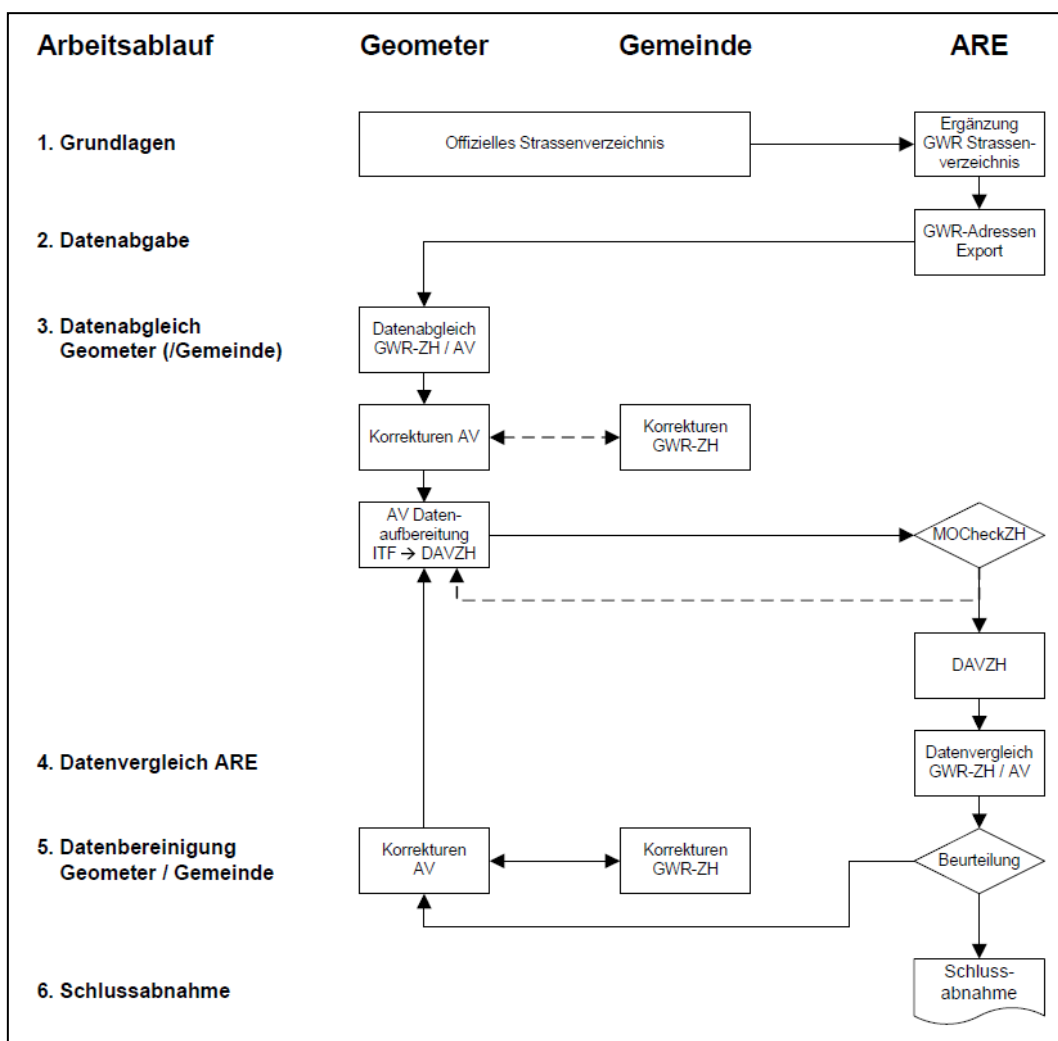 Arbeitsablauf
Geometer
Gemeinde
ARE
1. Grundlagen
Offizielles Strassenverzeichnis
Ergänzung
GWR Strassen-
verzeichnis
2. Datenabgabe
GWR-Adressen
Export
3. Datenabgleich
Geometer (/Gemeinde)
Datenabgleich
GWR-ZH / AV
Korrekturen AV
Korrekturen
GWR-ZH
AV Daten-
aufbereitung
ITF → DAVZH
MOCheckZH
DAVZH
4. Datenvergleich ARE
Datenvergleich
GWR-ZH / AV
5. Datenbereinigung
Geometer / Gemeinde
Korrekturen
AV
Korrekturen
GWR-ZH
Beurteilung
6. Schlussabnahme
Schluss-
abnahme